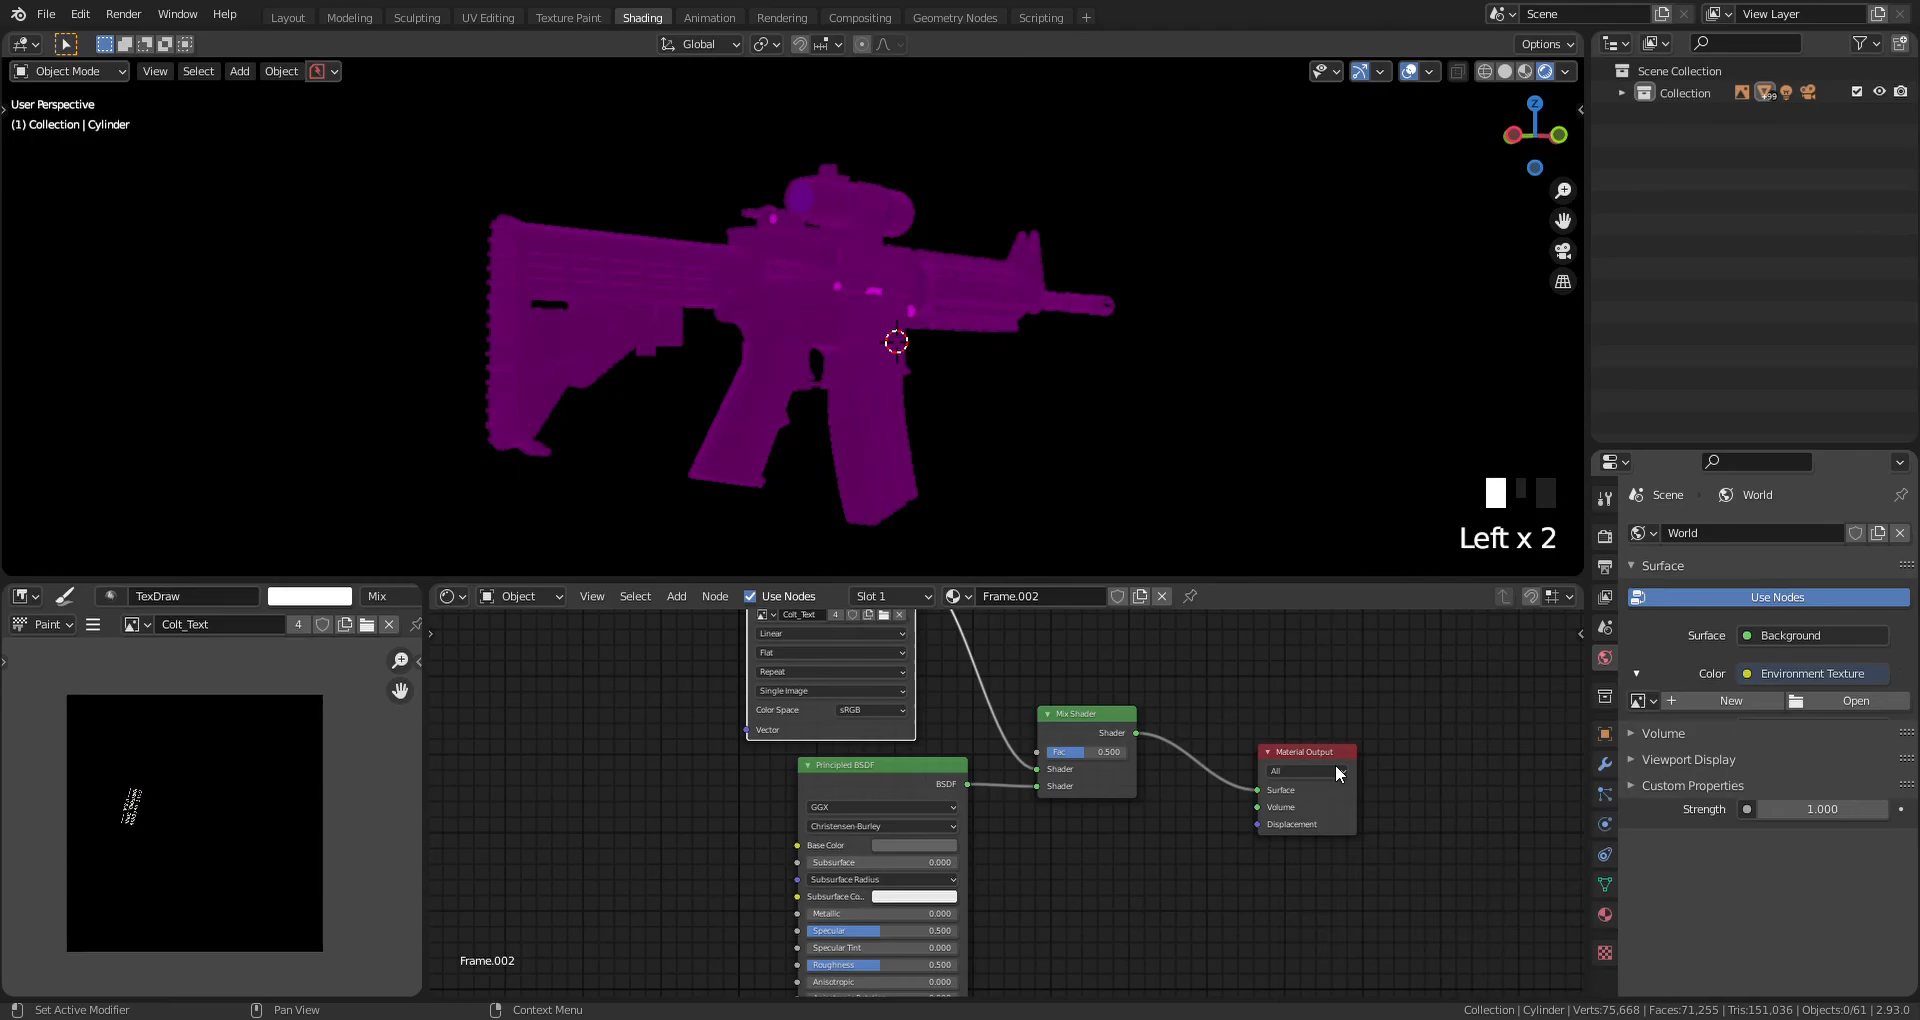 File Edit Render Window Help Layout Modeling Sculpting UV Editing Texture Paint Shading Animation Rendering Compositing Geometry Nodes Scripting + Scene View Layer
Global Options
Object Mode View Select Add Object
Scene Collection
User Perspective
Collection
(1) Collection | Cylinder
Z
+99
Left x 2
Scene World
World
Surface
Use Nodes
Surface Background
Color Environment Texture
New Open
Volume
Viewport Display
Custom Properties
Strength 1.000
TexDraw Mix
Paint Colt_Text 4
Object View Select Add Node Use Nodes Slot 1 Frame.002
Colt_Text 4
Linear
Flat
Repeat
Single Image
Color Space sRGB
Vector
Principled BSDF
BSDF
GGX
Christensen-Burley
Base Color
Subsurface 0.000
Subsurface Radius
Subsurface Co..
Metallic 0.000
Specular 0.500
Specular Tint 0.000
Roughness 0.500
Anisotropic 0.000
Mix Shader
Shader
Fac 0.500
Shader
Shader
Material Output
All
Surface
Volume
Displacement
Frame.002
Set Active Modifier Pan View Context Menu Collection | Cylinder | Verts:75,668 | Faces:71,255 | Tris:151,036 | Objects:0/61 | 2.93.0